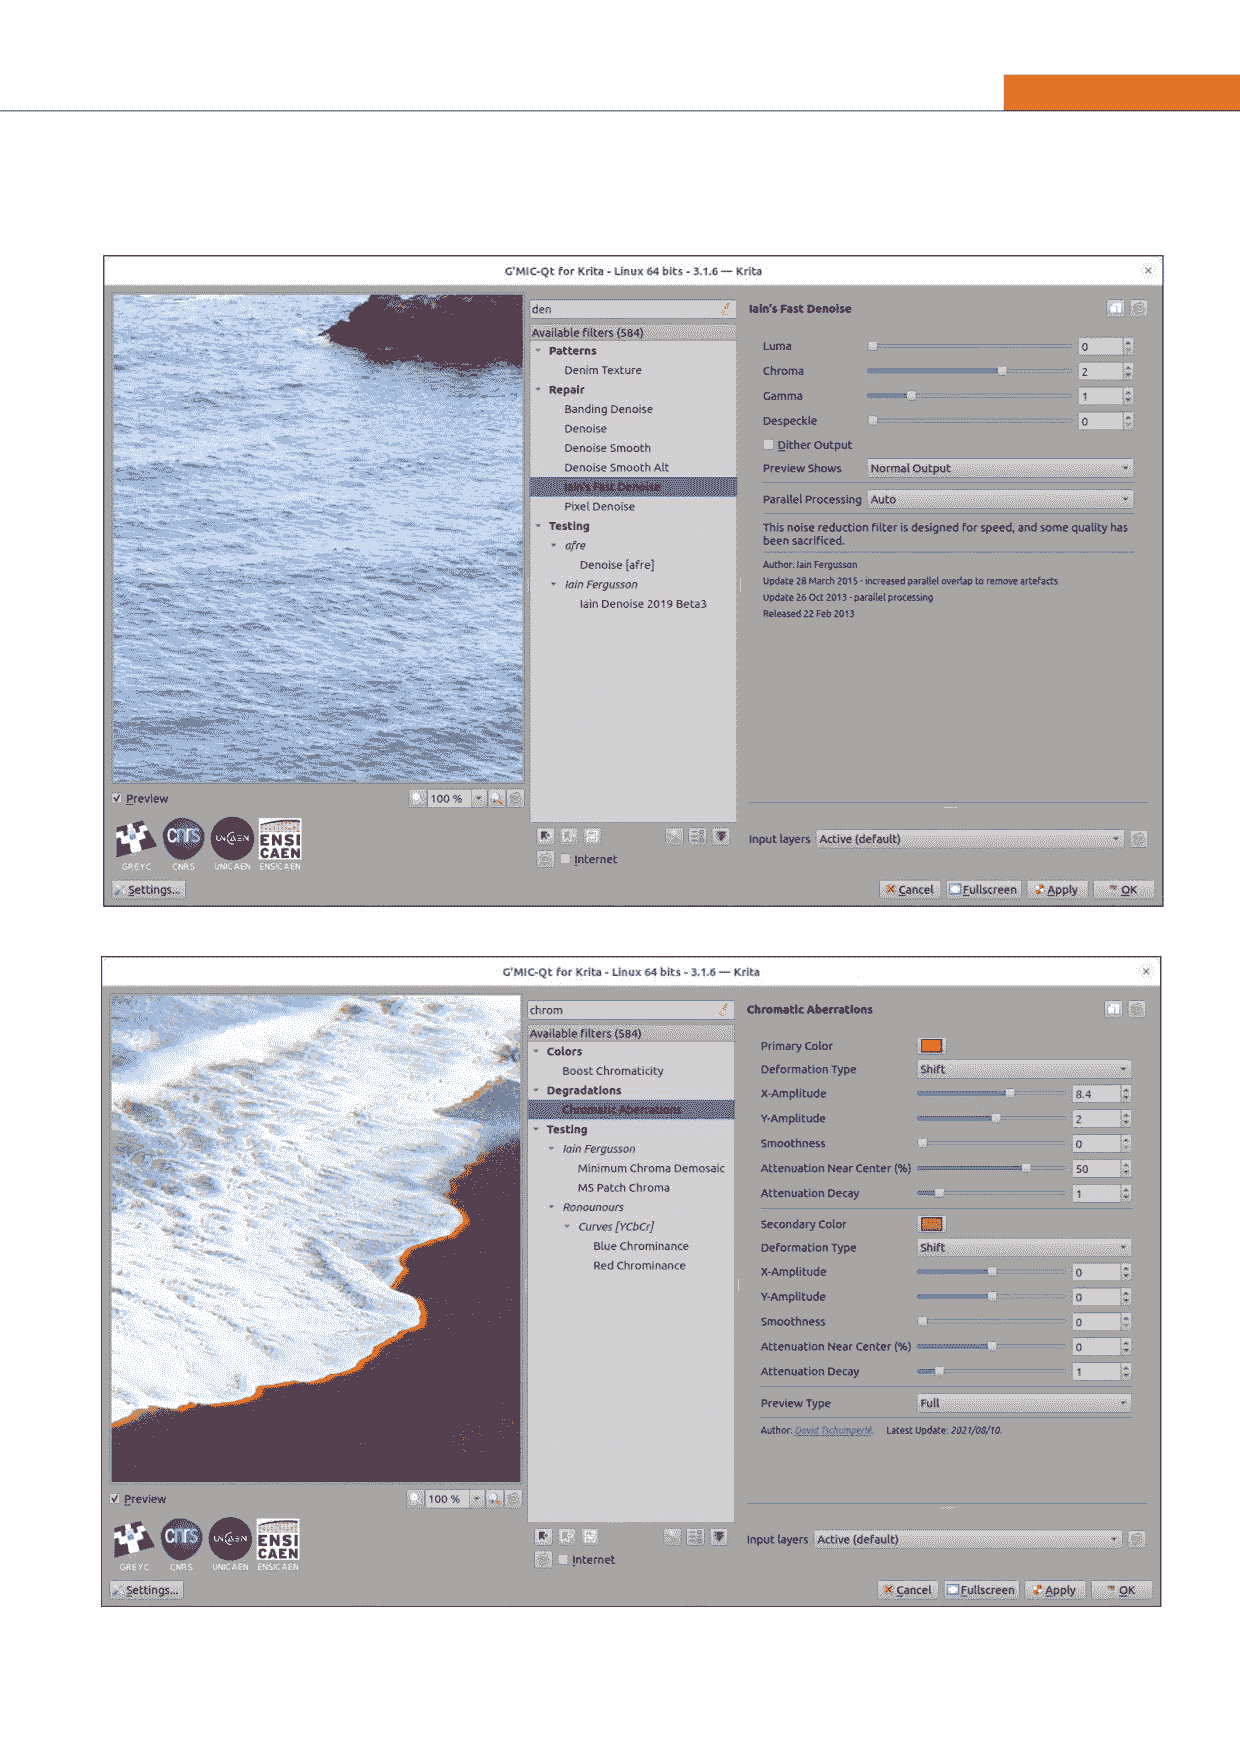 G'MIC-Qt for Krita - Linux 64 bits - 3.1.6 — Krita
den
Available filters (584)
Patterns
Denim Texture
Repair
Banding Denoise
Denoise
Denoise Smooth
Denoise Smooth Alt
Iain's Fast Denoise
Pixel Denoise
Testing
afre
Denoise [afre]
Iain Fergusson
Iain Denoise 2019 Beta3
Iain's Fast Denoise
Luma 0
Chroma 2
Gamma 1
Despeckle 0
Dither Output
Preview Shows Normal Output
Parallel Processing Auto
This noise reduction filter is designed for speed, and some quality has
been sacrificed.
Author: Iain Fergusson
Update 28 March 2015 - increased parallel overlap to remove artefacts
Update 26 Oct 2013 - parallel processing
Released 22 Feb 2013
Preview
100 %
GREYC
CNRS
UNICAEN
ENSI
CAEN
ENSICAEN
Internet
Input layers Active (default)
Settings...
Cancel
Fullscreen
Apply
OK
G'MIC-Qt for Krita - Linux 64 bits - 3.1.6 — Krita
chrom
Available filters (584)
Colors
Boost Chromaticity
Degradations
Chromatic Aberrations
Testing
Iain Fergusson
Minimum Chroma Demosaic
MS Patch Chroma
Ronounours
Curves [YCbCr]
Blue Chrominance
Red Chrominance
Chromatic Aberrations
Primary Color
Deformation Type Shift
X-Amplitude 8.4
Y-Amplitude 2
Smoothness 0
Attenuation Near Center (%) 50
Attenuation Decay 1
Secondary Color
Deformation Type Shift
X-Amplitude 0
Y-Amplitude 0
Smoothness 0
Attenuation Near Center (%) 0
Attenuation Decay 1
Preview Type Full
Author: David Tschumperlé. Latest Update: 2021/08/10.
Preview
100 %
GREYC
CNRS
UNICAEN
ENSI
CAEN
ENSICAEN
Internet
Input layers Active (default)
Settings...
Cancel
Fullscreen
Apply
OK